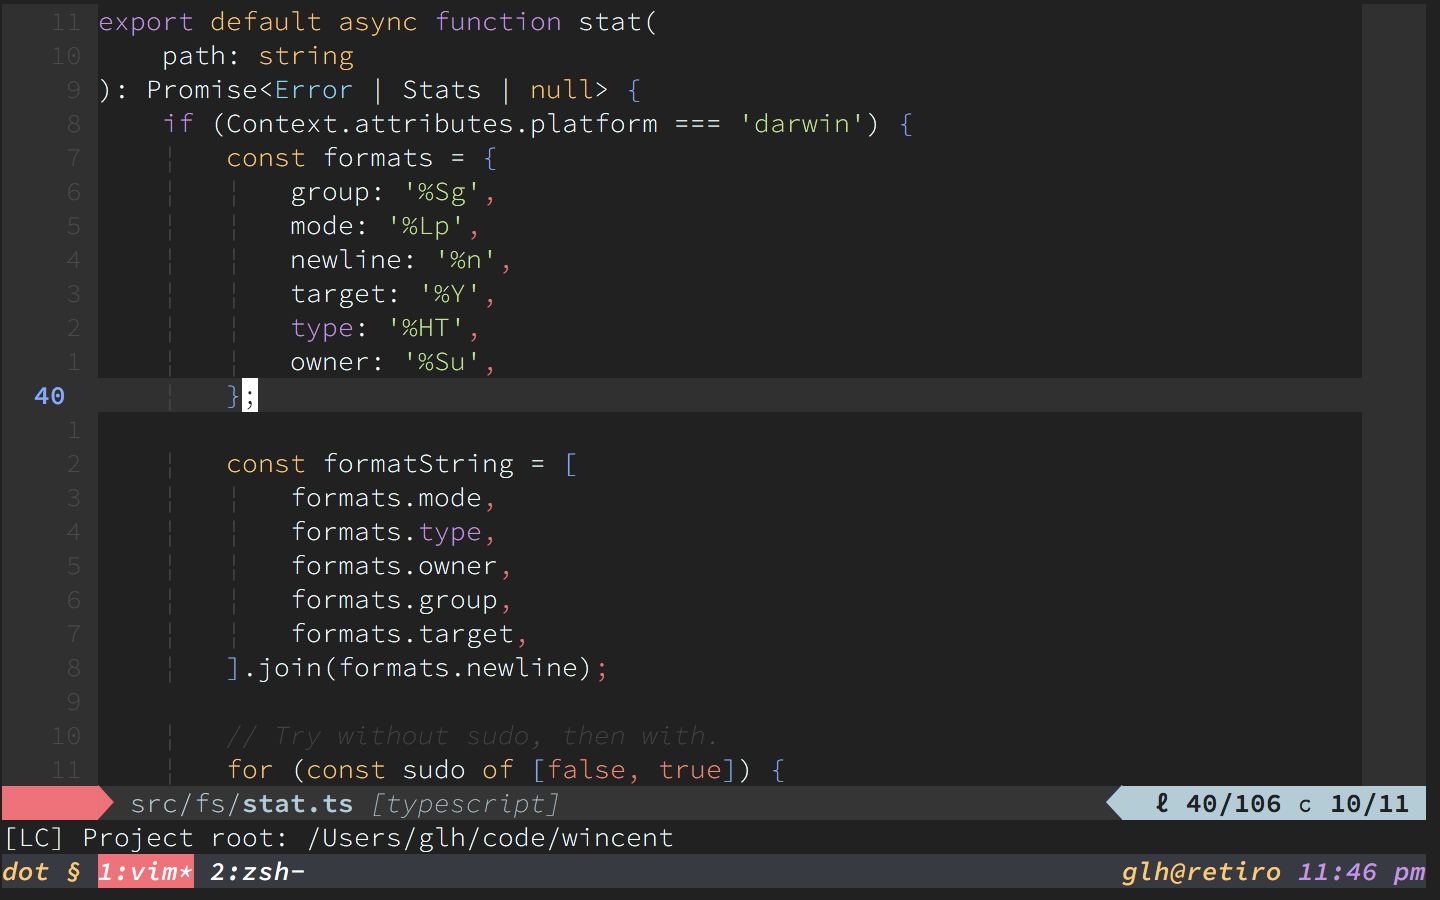 11 export default async function stat(
10     path: string
9 ): Promise<Error | Stats | null> {
8     if (Context.attributes.platform === 'darwin') {
7         const formats = {
6             group: '%Sg',
5             mode: '%Lp',
4             newline: '%n',
3             target: '%Y',
2             type: '%HT',
1             owner: '%Su',
40         };
1
2         const formatString = [
3             formats.mode,
4             formats.type,
5             formats.owner,
6             formats.group,
7             formats.target,
8         ].join(formats.newline);
9
10         // Try without sudo, then with.
11         for (const sudo of [false, true]) {
src/fs/stat.ts [typescript] ℓ 40/106 c 10/11
[LC] Project root: /Users/glh/code/wincent
dot § 1:vim* 2:zsh- glh@retiro 11:46 pm